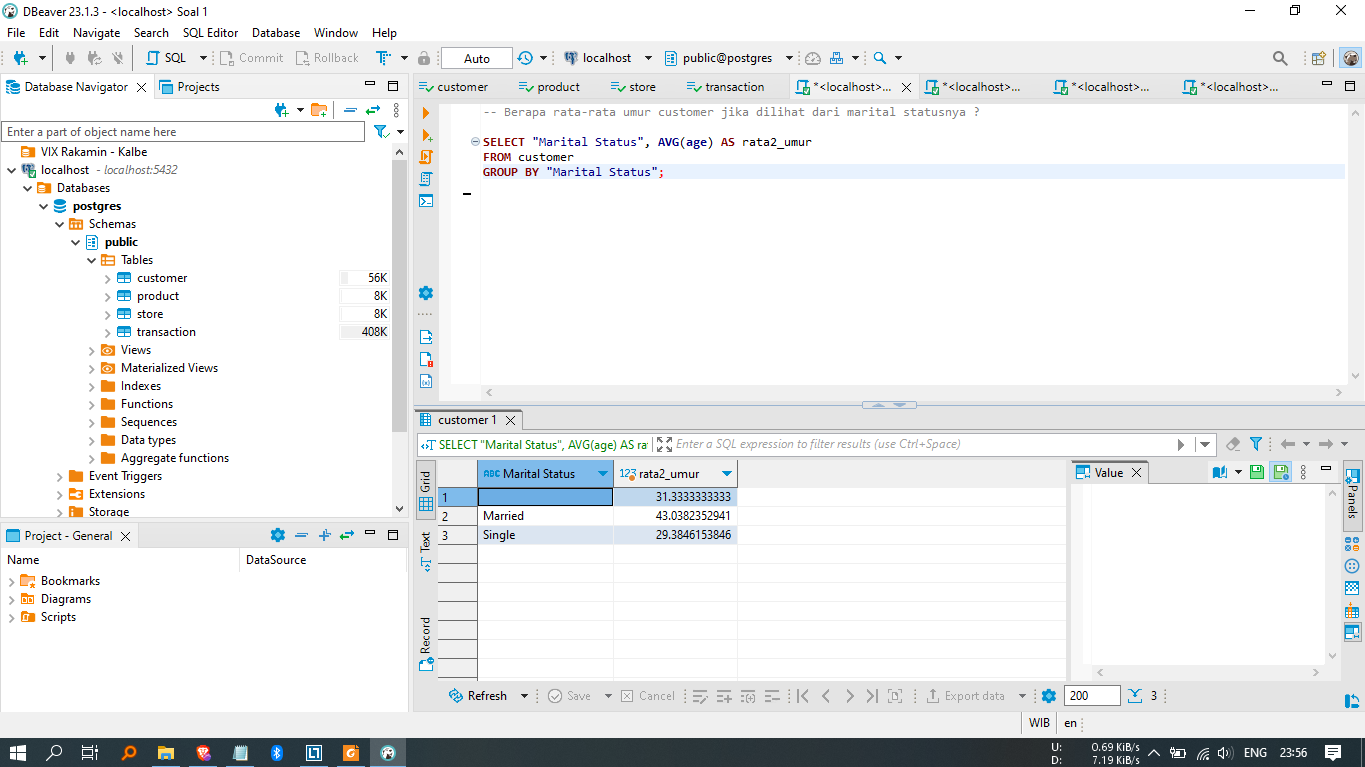 DBeaver 23.1.3 - <localhost> Soal 1
File Edit Navigate Search SQL Editor Database Window Help
SQL Commit Rollback Auto localhost public@postgres
Database Navigator Projects
Enter a part of object name here
VIX Rakamin - Kalbe
localhost - localhost:5432
Databases
postgres
Schemas
public
Tables
customer 56K
product 8K
store 8K
transaction 408K
Views
Materialized Views
Indexes
Functions
Sequences
Data types
Aggregate functions
Event Triggers
Extensions
Storage
Project - General
Name DataSource
Bookmarks
Diagrams
Scripts
customer product store transaction *<localhost>... *<localhost>... *<localhost>... *<localhost>...
-- Berapa rata-rata umur customer jika dilihat dari marital statusnya ?
SELECT "Marital Status", AVG(age) AS rata2_umur
FROM customer
GROUP BY "Marital Status";
customer 1
SELECT "Marital Status", AVG(age) AS ra Enter a SQL expression to filter results (use Ctrl+Space)
Grid
Text
Record
ABC Marital Status 123 rata2_umur
1 31.3333333333
2 Married 43.0382352941
3 Single 29.3846153846
Value
Panels
Refresh Save Cancel Export data 200 3
WIB en
U: 0.69 KiB/s
D: 7.19 KiB/s
ENG 23:56